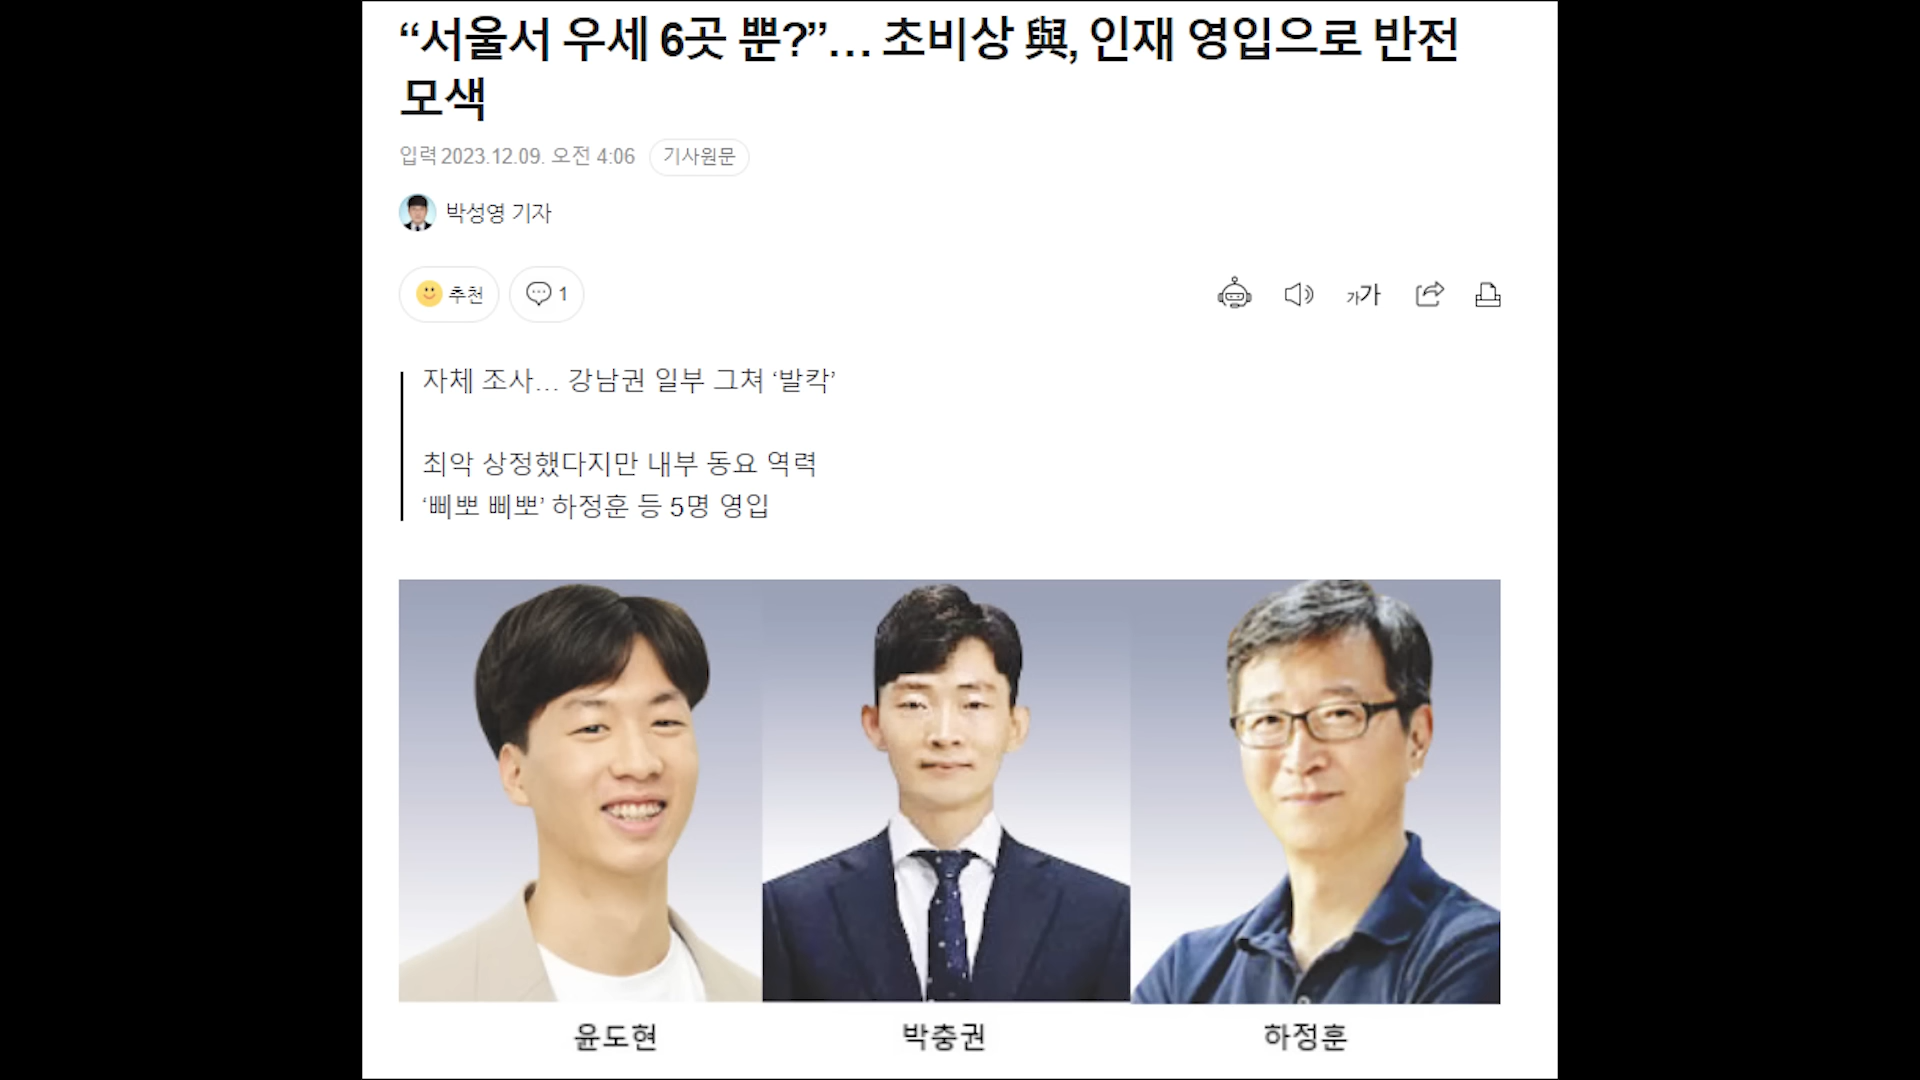 “서울서 우세 6곳 뿐?”… 초비상 與, 인재 영입으로 반전
모색
입력 2023.12.09. 오전 4:06 기사원문
박성영 기자
추천 1 가가
자체 조사… 강남권 일부 그쳐 ‘발칵’
최악 상정했다지만 내부 동요 역력
‘삐뽀 삐뽀’ 하정훈 등 5명 영입
윤도현 박충권 하정훈